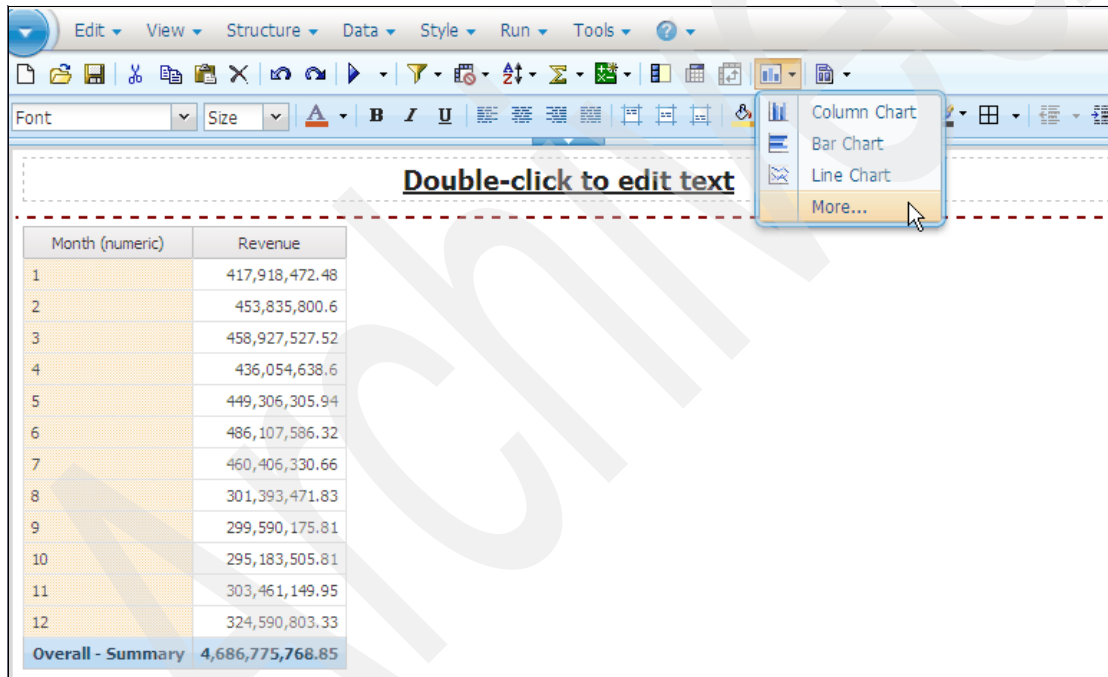 Edit View Structure Data Style Run Tools
Font Size A B I U
Column Chart
Bar Chart
Line Chart
More...
Double-click to edit text
Month (numeric) Revenue
1 417,918,472.48
2 453,835,800.6
3 458,927,527.52
4 436,054,638.6
5 449,306,305.94
6 486,107,586.32
7 460,406,330.66
8 301,393,471.83
9 299,590,175.81
10 295,183,505.81
11 303,461,149.95
12 324,590,803.33
Overall - Summary 4,686,775,768.85